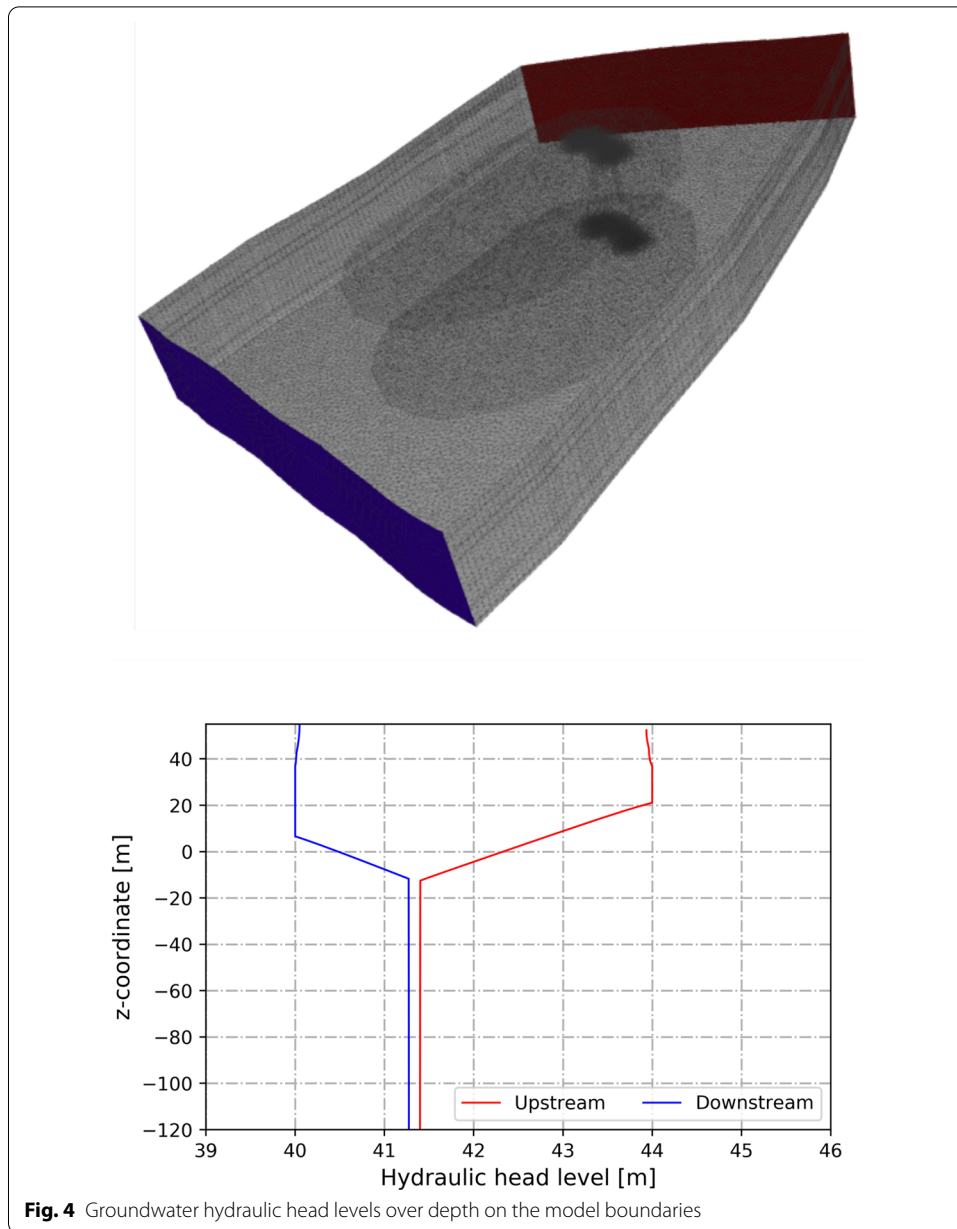 40
20
0
−20
−40
−60
−80
−100
−120
z-coordinate [m]
Upstream Downstream
39 40 41 42 43 44 45 46
Hydraulic head level [m]
Fig. 4 Groundwater hydraulic head levels over depth on the model boundaries